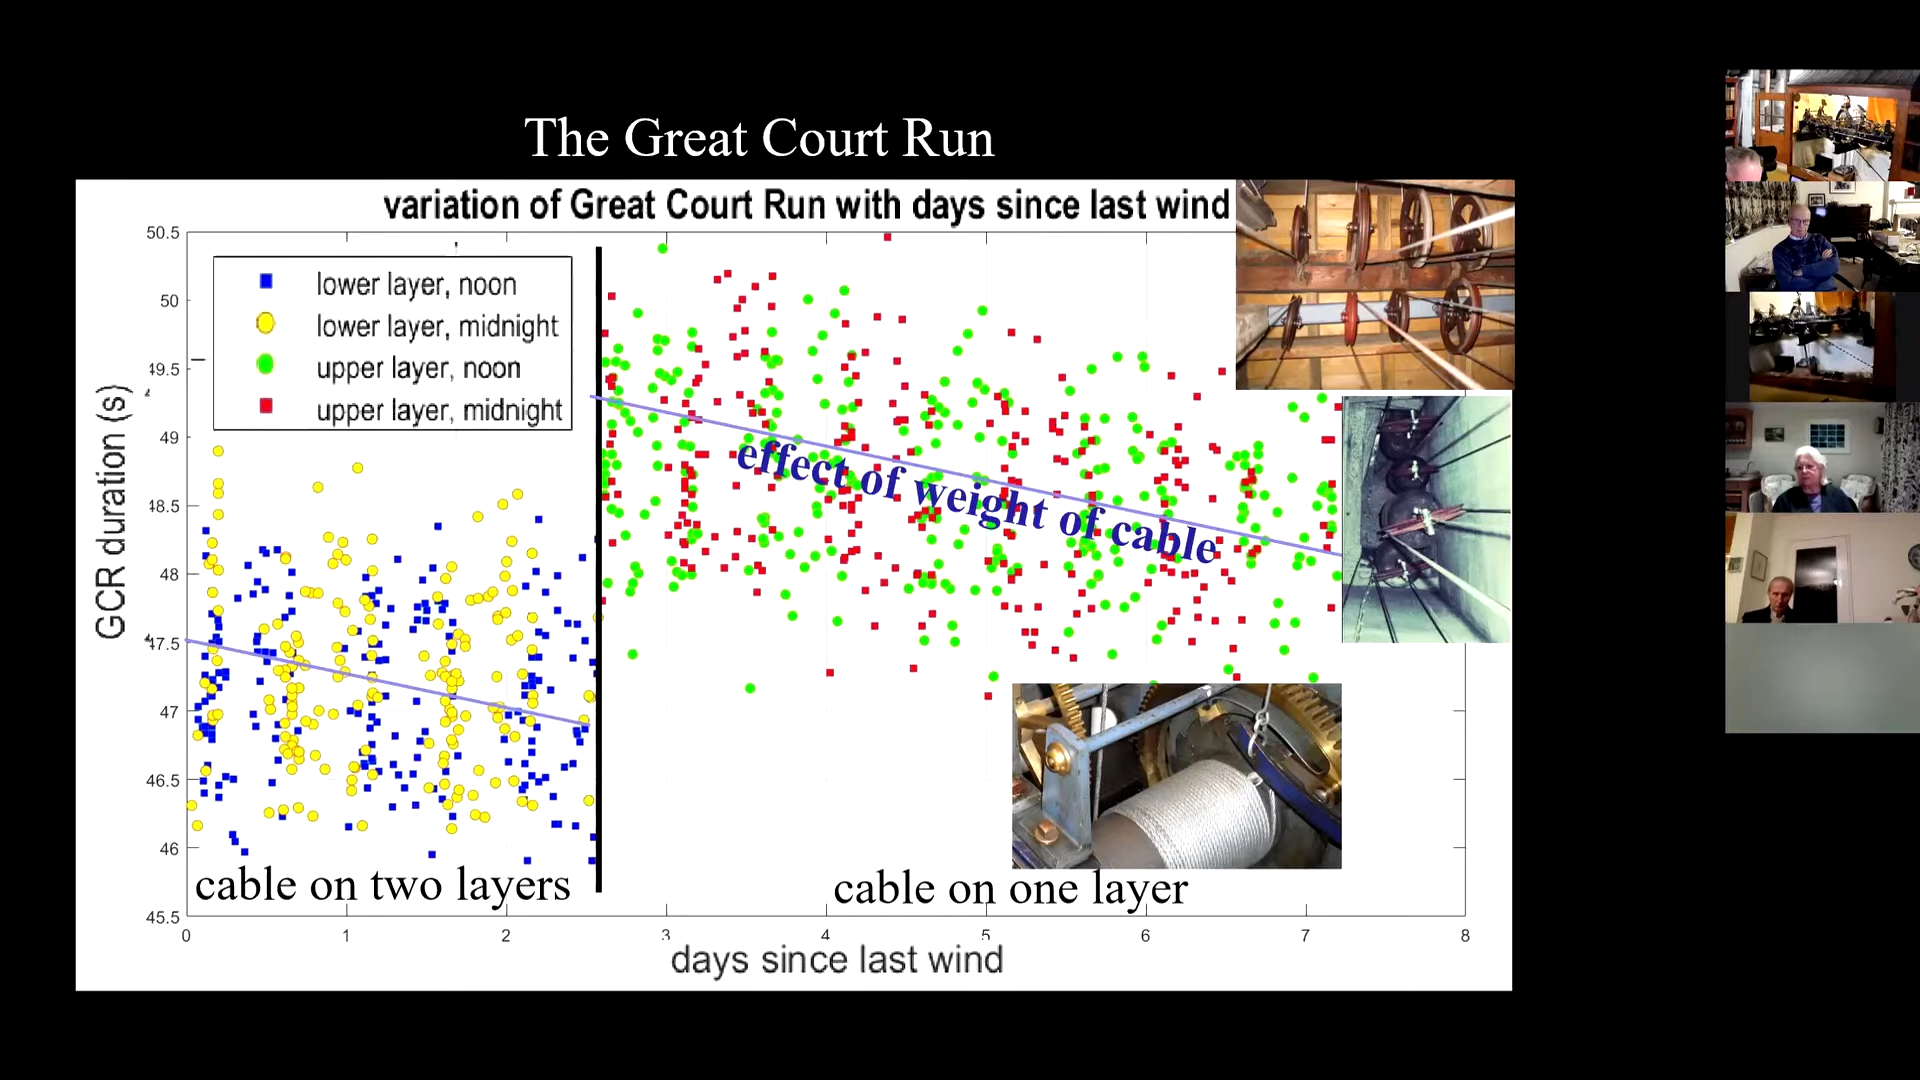 The Great Court Run
variation of Great Court Run with days since last wind
GCR duration (s)
50.5
50
49.5
49
48.5
48
47.5
47
46.5
46
45.5
lower layer, noon
lower layer, midnight
upper layer, noon
upper layer, midnight
effect of weight of cable
cable on two layers
cable on one layer
0 1 2 3 4 5 6 7 8
days since last wind